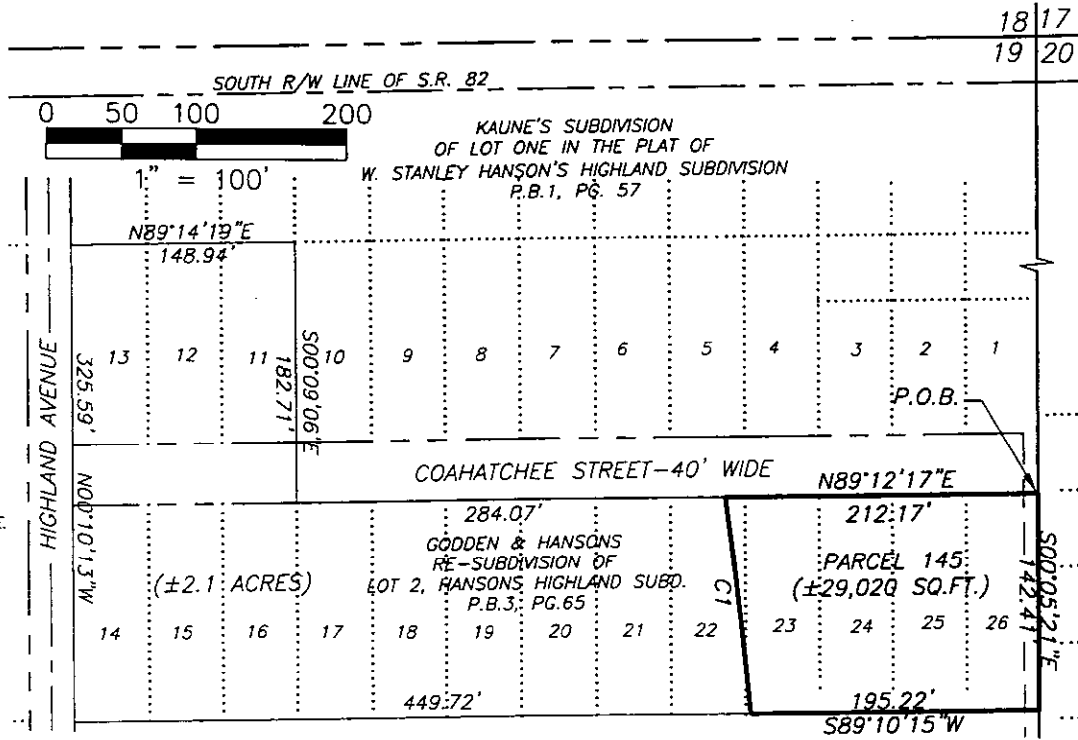 18 17
19 20
SOUTH R/W LINE OF S.R. 82
0 50 100 200
1" = 100'
KAUNE'S SUBDIVISION
OF LOT ONE IN THE PLAT OF
W. STANLEY HANSON'S HIGHLAND SUBDIVISION
P.B.1, PG. 57
N89°14'19"E
148.94'
HIGHLAND AVENUE
325.59'
N00°10'13"W
13 12 11 10 9 8 7 6 5 4 3 2 1
S00°09'06"E
182.71'
P.O.B.
COAHATCHEE STREET-40' WIDE
N89°12'17"E
284.07'
212.17'
GODDEN & HANSONS
RE-SUBDIVISION OF
LOT 2, HANSONS HIGHLAND SUBD.
P.B.3, PG.65
(±2.1 ACRES)
C1
PARCEL 145
(±29,020 SQ.FT.)
S00°05'21"E
142.41'
14 15 16 17 18 19 20 21 22 23 24 25 26
449.72'
195.22'
S89°10'15"W